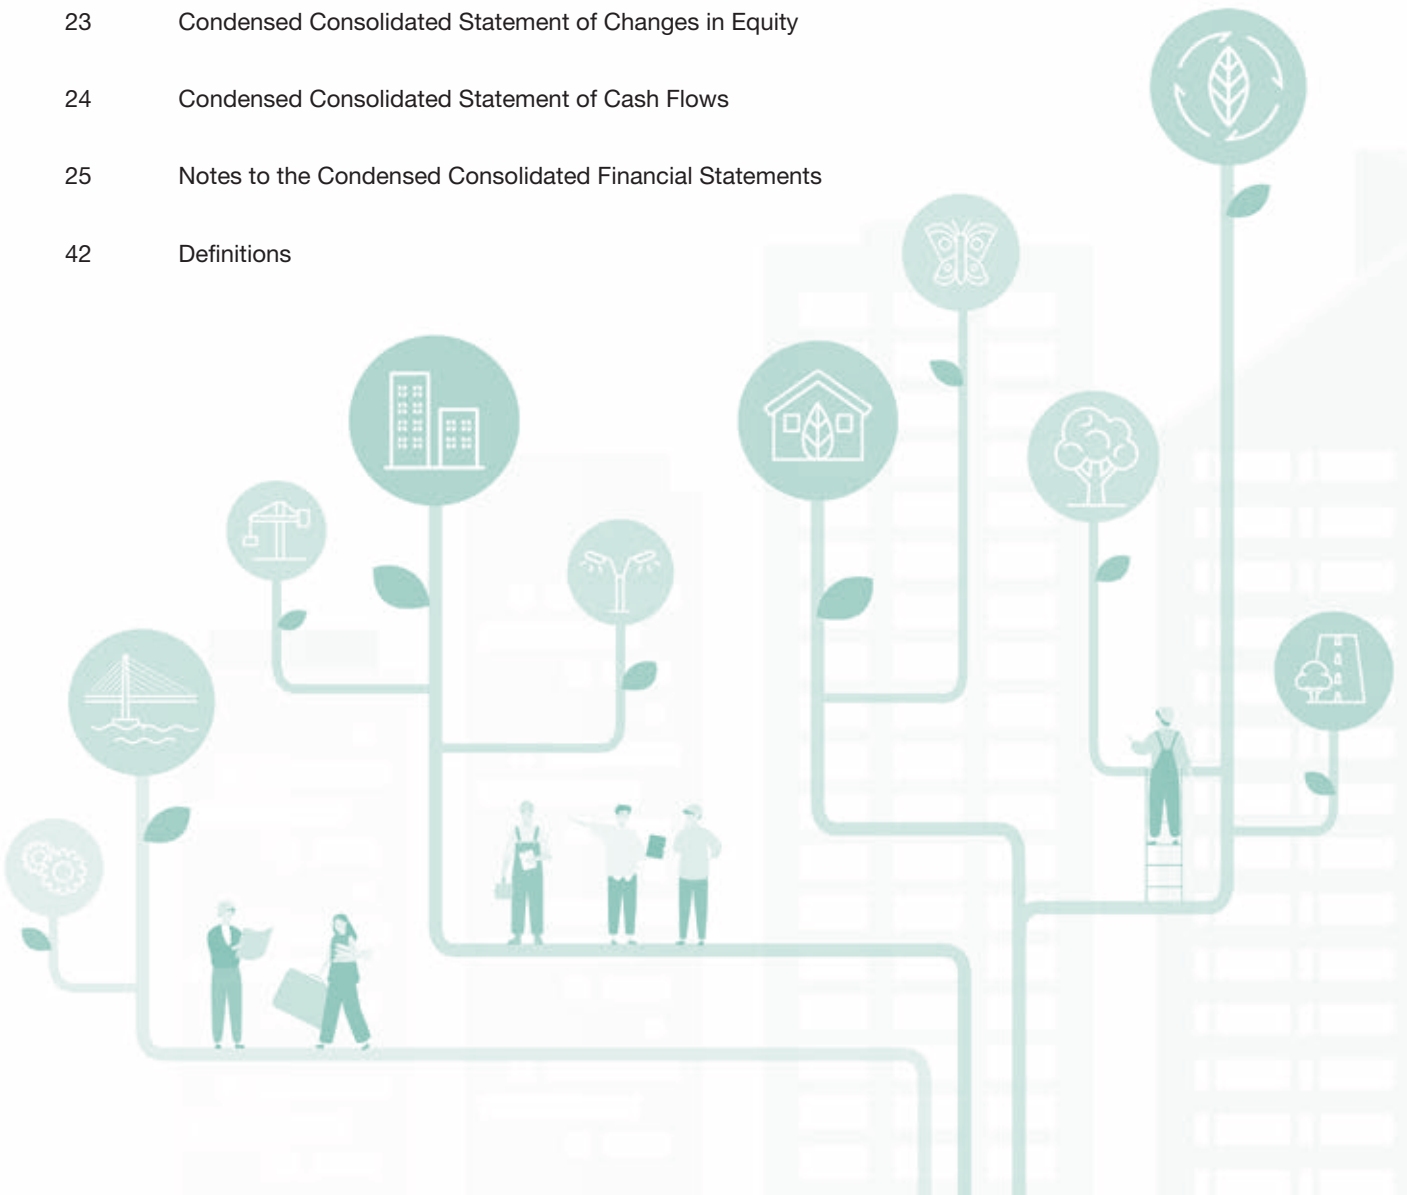 23 Condensed Consolidated Statement of Changes in Equity
24 Condensed Consolidated Statement of Cash Flows
25 Notes to the Condensed Consolidated Financial Statements
42 Definitions